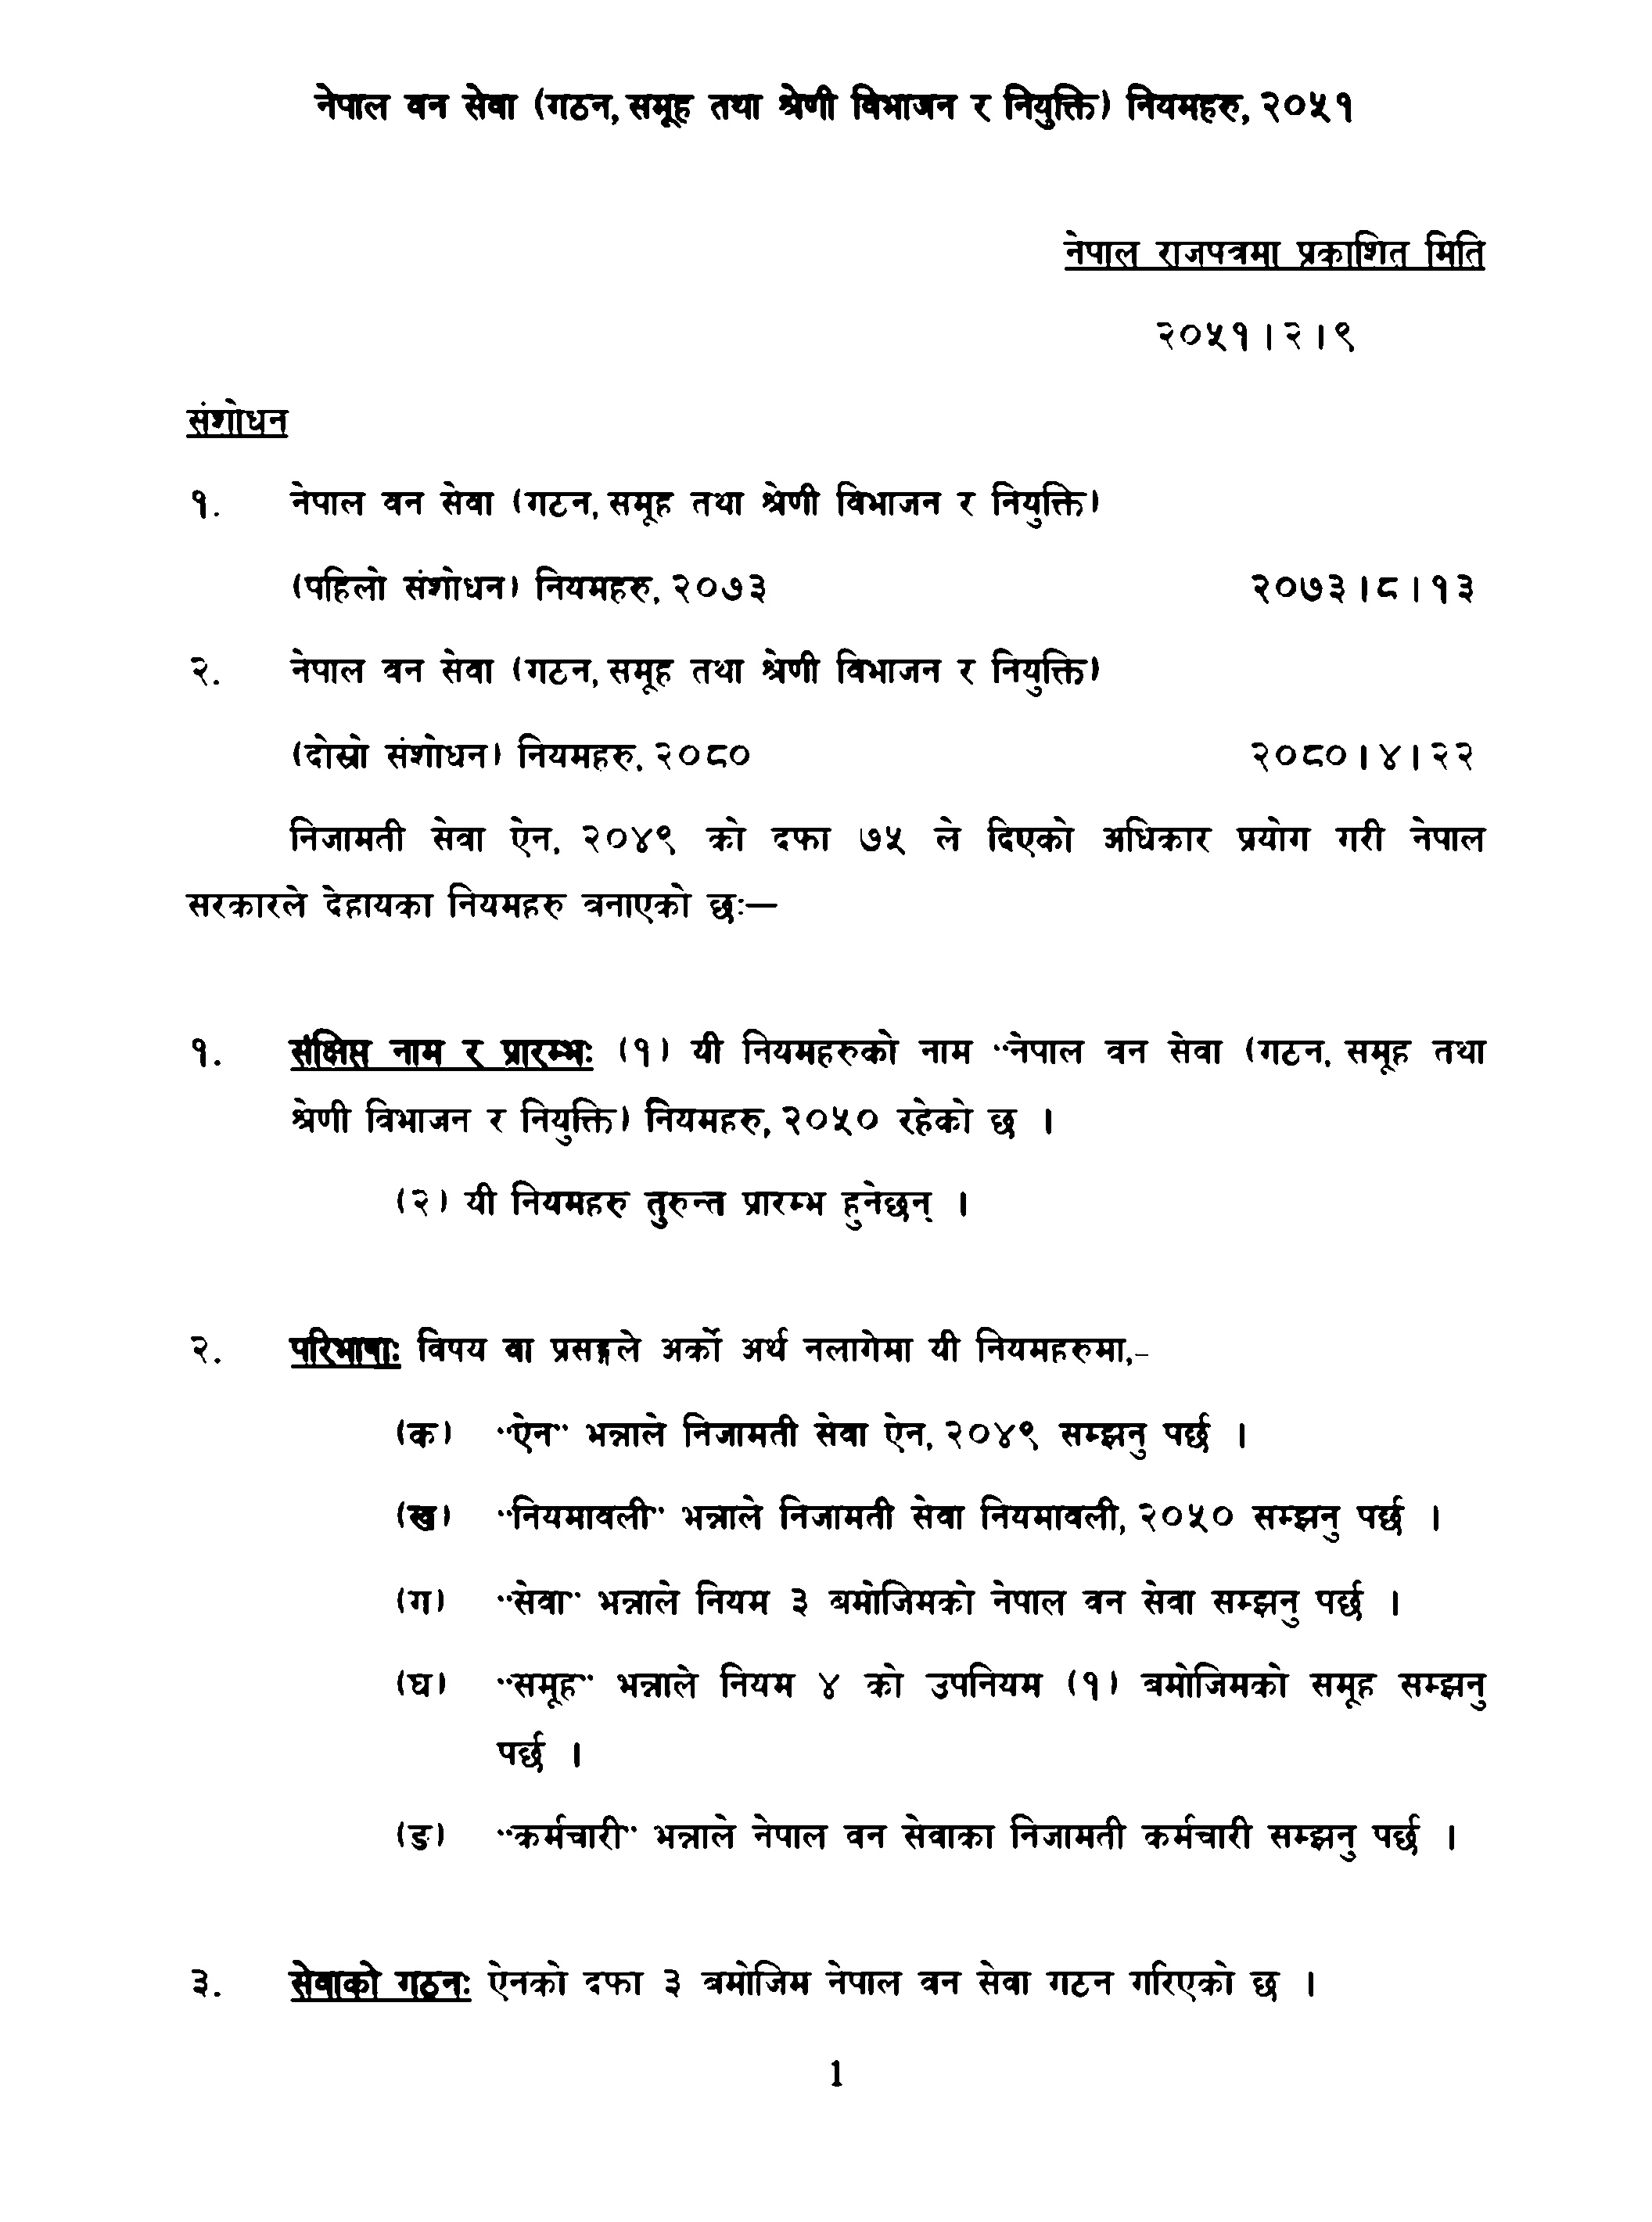 नेपाल वन सेवा (गठन, समूह तथा श्रेणी विभाजन र नियुक्ति) नियमहरु, २०५१
नेपाल राजपत्रमा प्रकाशित मिति
२०५१।२।९
संशोधन
१. नेपाल वन सेवा (गठन, समूह तथा श्रेणी विभाजन र नियुक्ति)
(पहिलो संशोधन) नियमहरु, २०७३ २०७३।८।१३
२. नेपाल वन सेवा (गठन, समूह तथा श्रेणी विभाजन र नियुक्ति)
(दोस्रो संशोधन) नियमहरु, २०८० २०८०।४।२२
निजामती सेवा ऐन, २०४९ को दफा ७५ ले दिएको अधिकार प्रयोग गरी नेपाल
सरकारले देहायका नियमहरु बनाएको छः—
१. संक्षिप्त नाम र प्रारम्भः (१) यी नियमहरुको नाम "नेपाल वन सेवा (गठन, समूह तथा
श्रेणी विभाजन र नियुक्ति) नियमहरु, २०५० रहेको छ ।
(२) यी नियमहरु तुरुन्त प्रारम्भ हुनेछन् ।
२. परिभाषाः विषय वा प्रसङ्गले अर्को अर्थ नलागेमा यी नियमहरुमा,-
(क) "ऐन" भन्नाले निजामती सेवा ऐन, २०४९ सम्झनु पर्छ ।
(ख) "नियमावली" भन्नाले निजामती सेवा नियमावली, २०५० सम्झनु पर्छ ।
(ग) "सेवा" भन्नाले नियम ३ बमोजिमको नेपाल वन सेवा सम्झनु पर्छ ।
(घ) "समूह" भन्नाले नियम ४ को उपनियम (१) बमोजिमको समूह सम्झनु
पर्छ ।
(ङ) "कर्मचारी" भन्नाले नेपाल वन सेवाका निजामती कर्मचारी सम्झनु पर्छ ।
३. सेवाको गठनः ऐनको दफा ३ बमोजिम नेपाल वन सेवा गठन गरिएको छ ।
1